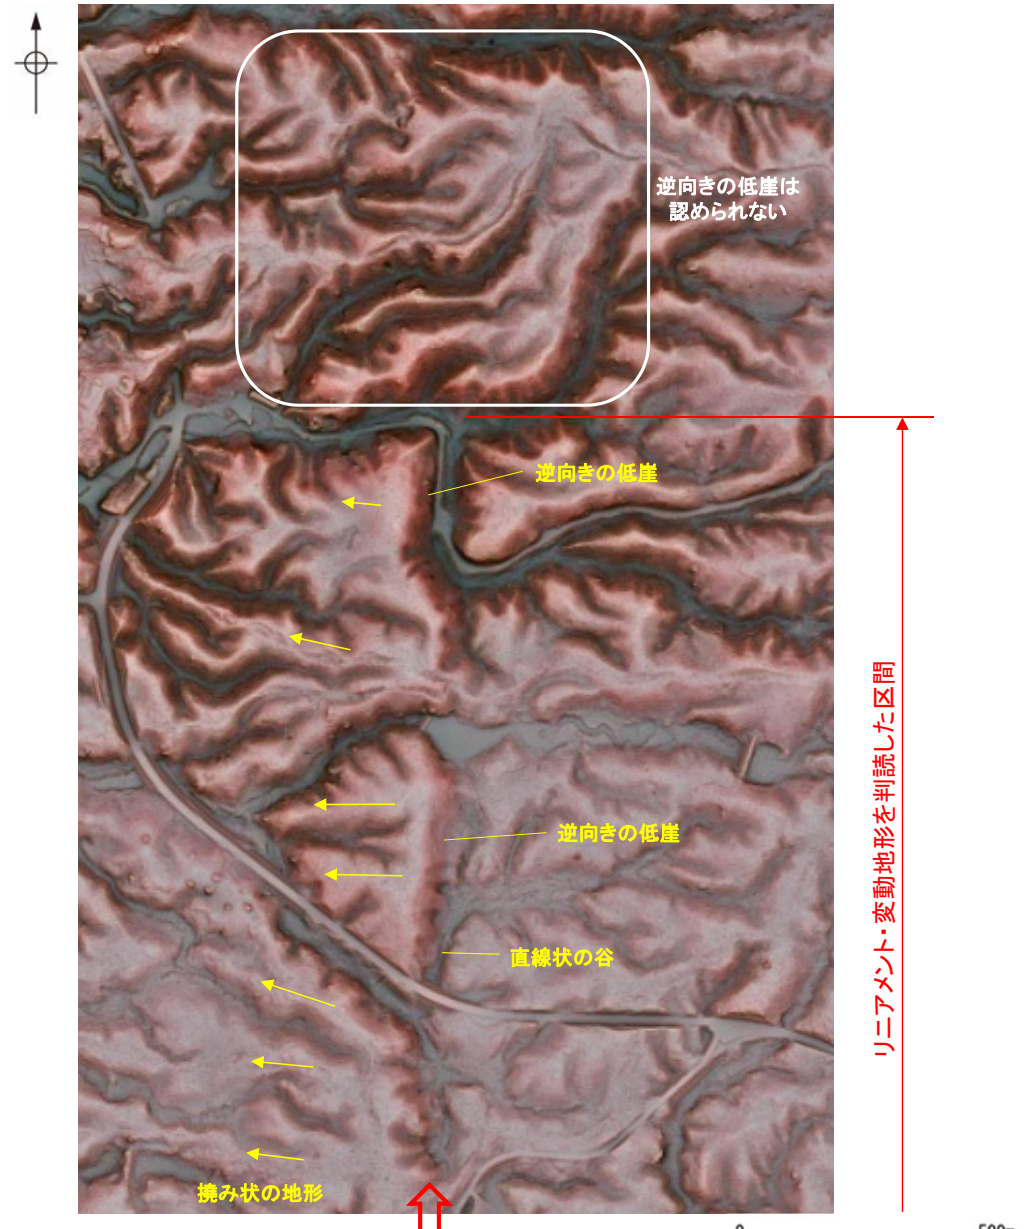 逆向きの低崖は
認められない
逆向きの低崖
リニアメント・変動地形を判読した区間
逆向きの低崖
直線状の谷
撓み状の地形